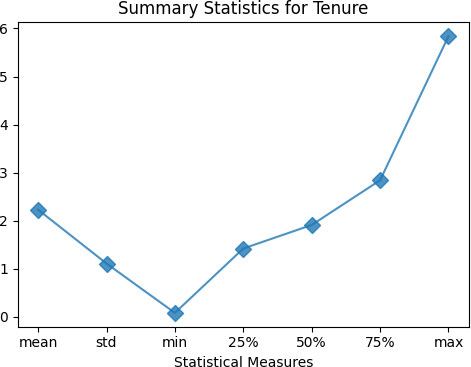 Summary Statistics for Tenure
6
5
4
3
2
1
0
mean std min 25% 50% 75% max
Statistical Measures